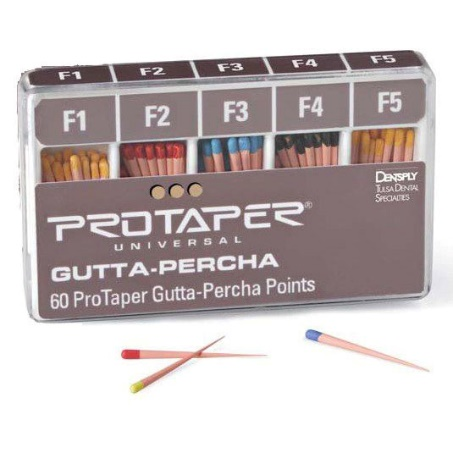 F1 F2 F3 F4 F5
F1 F2 F3 F4 F5
DENTSPLY
TULSA DENTAL
SPECIALTIES
PROTAPER®
UNIVERSAL
GUTTA-PERCHA
60 ProTaper Gutta-Percha Points